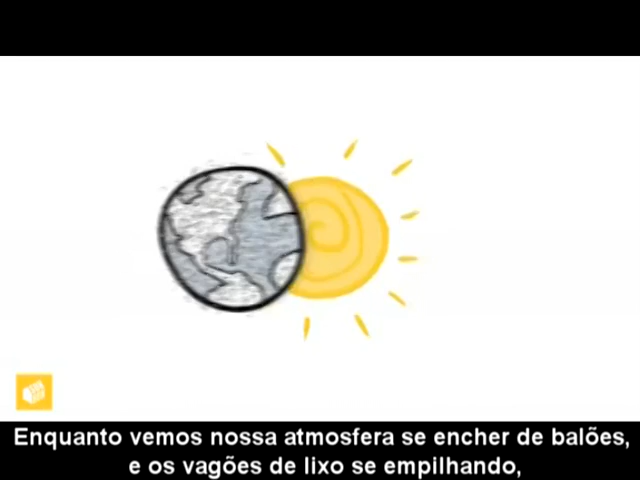 Enquanto vemos nossa atmosfera se encher de balões,
e os vagões de lixo se empilhando,